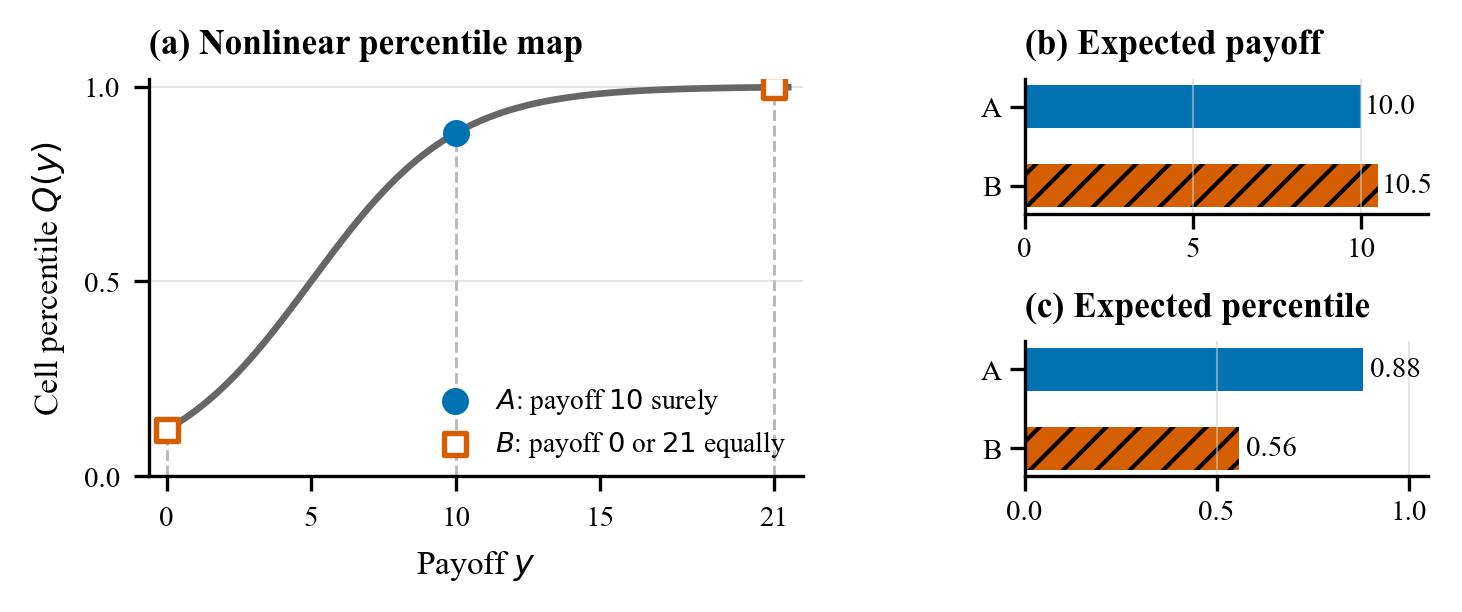 (a) Nonlinear percentile map
1.0
0.5
0.0
Cell percentile Q(y)
A: payoff 10 surely
B: payoff 0 or 21 equally
0 5 10 15 21
Payoff y
(b) Expected payoff
A 10.0
B 10.5
0 5 10
(c) Expected percentile
A 0.88
B 0.56
0.0 0.5 1.0